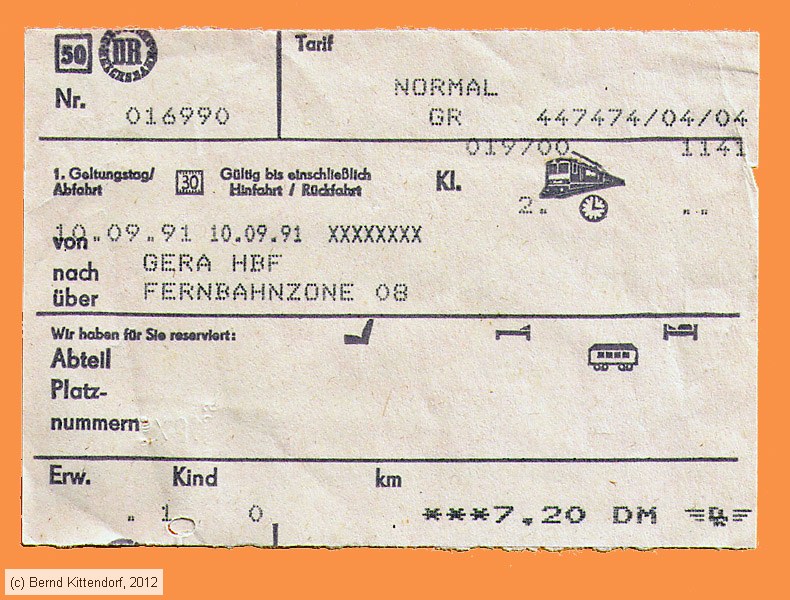 50 DR
Tarif
NORMAL
Nr.
016990
GR 447474/04/04
019700 1141
1. Geltungstag/
Abfahrt
30
Gültig bis einschließlich
Hinfahrt / Rückfahrt
Kl.
2.
10.09.91 10.09.91 XXXXXXXX
von
GERA HBF
nach
über
FERNBAHNZONE 08
Wir haben für Sie reserviert:
Abteil
Platz-
nummern
Erw. Kind km
1 0 ***7,20 DM
(c) Bernd Kittendorf, 2012